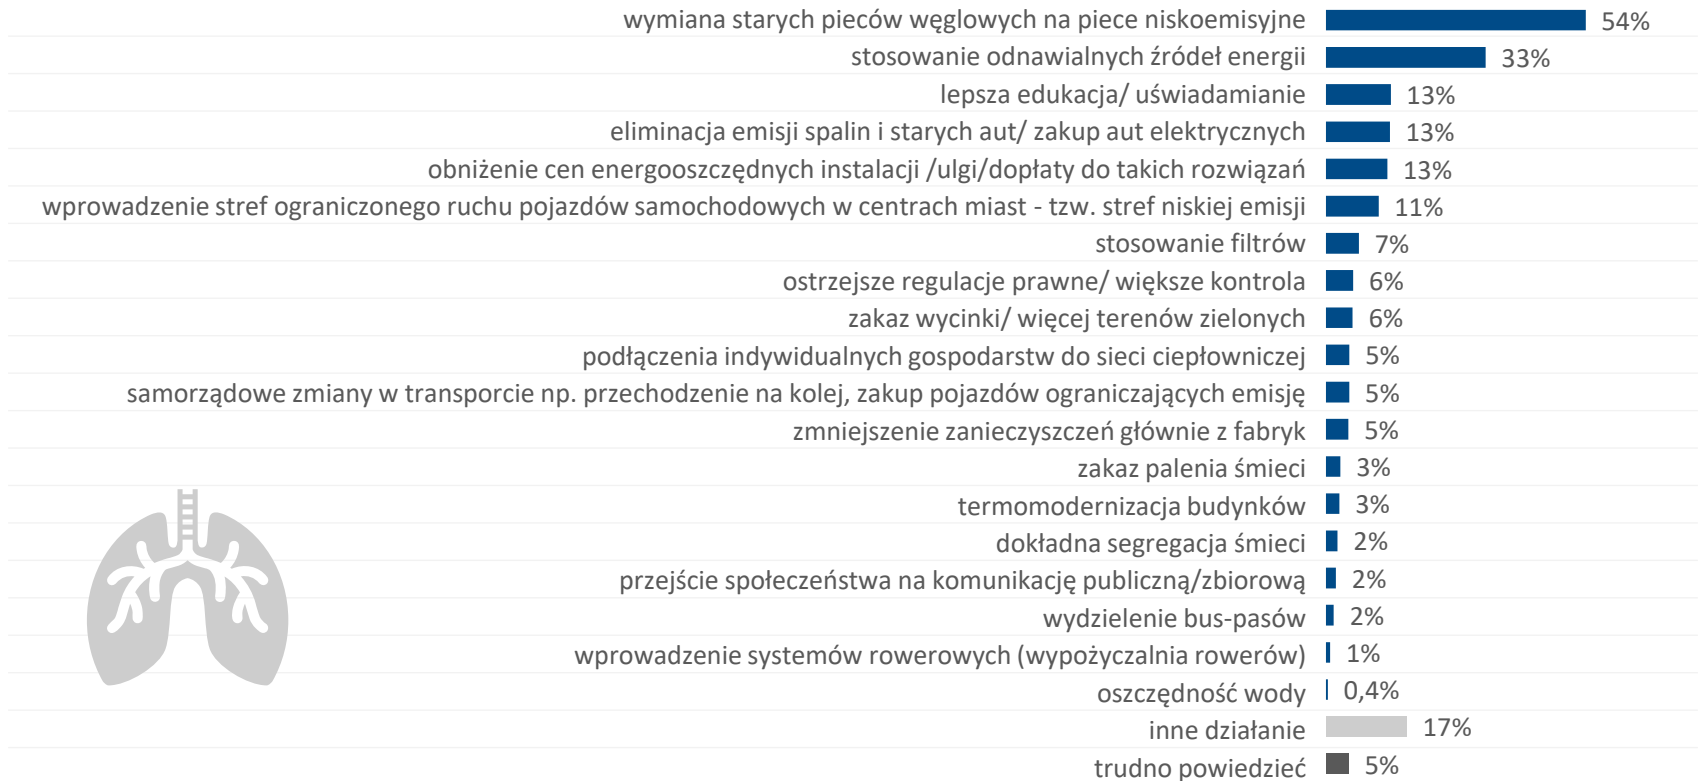 wymiana starych pieców węglowych na piece niskoemisyjne 54%
stosowanie odnawialnych źródeł energii 33%
lepsza edukacja/ uświadamianie 13%
eliminacja emisji spalin i starych aut/ zakup aut elektrycznych 13%
obniżenie cen energooszczędnych instalacji /ulgi/dopłaty do takich rozwiązań 13%
wprowadzenie stref ograniczonego ruchu pojazdów samochodowych w centrach miast - tzw. stref niskiej emisji 11%
stosowanie filtrów 7%
ostrzejsze regulacje prawne/ większe kontrola 6%
zakaz wycinki/ więcej terenów zielonych 6%
podłączenia indywidualnych gospodarstw do sieci ciepłowniczej 5%
samorządowe zmiany w transporcie np. przechodzenie na kolej, zakup pojazdów ograniczających emisję 5%
zmniejszenie zanieczyszczeń głównie z fabryk 5%
zakaz palenia śmieci 3%
termomodernizacja budynków 3%
dokładna segregacja śmieci 2%
przejście społeczeństwa na komunikację publiczną/zbiorową 2%
wydzielenie bus-pasów 2%
wprowadzenie systemów rowerowych (wypożyczalnia rowerów) 1%
oszczędność wody 0,4%
inne działanie 17%
trudno powiedzieć 5%